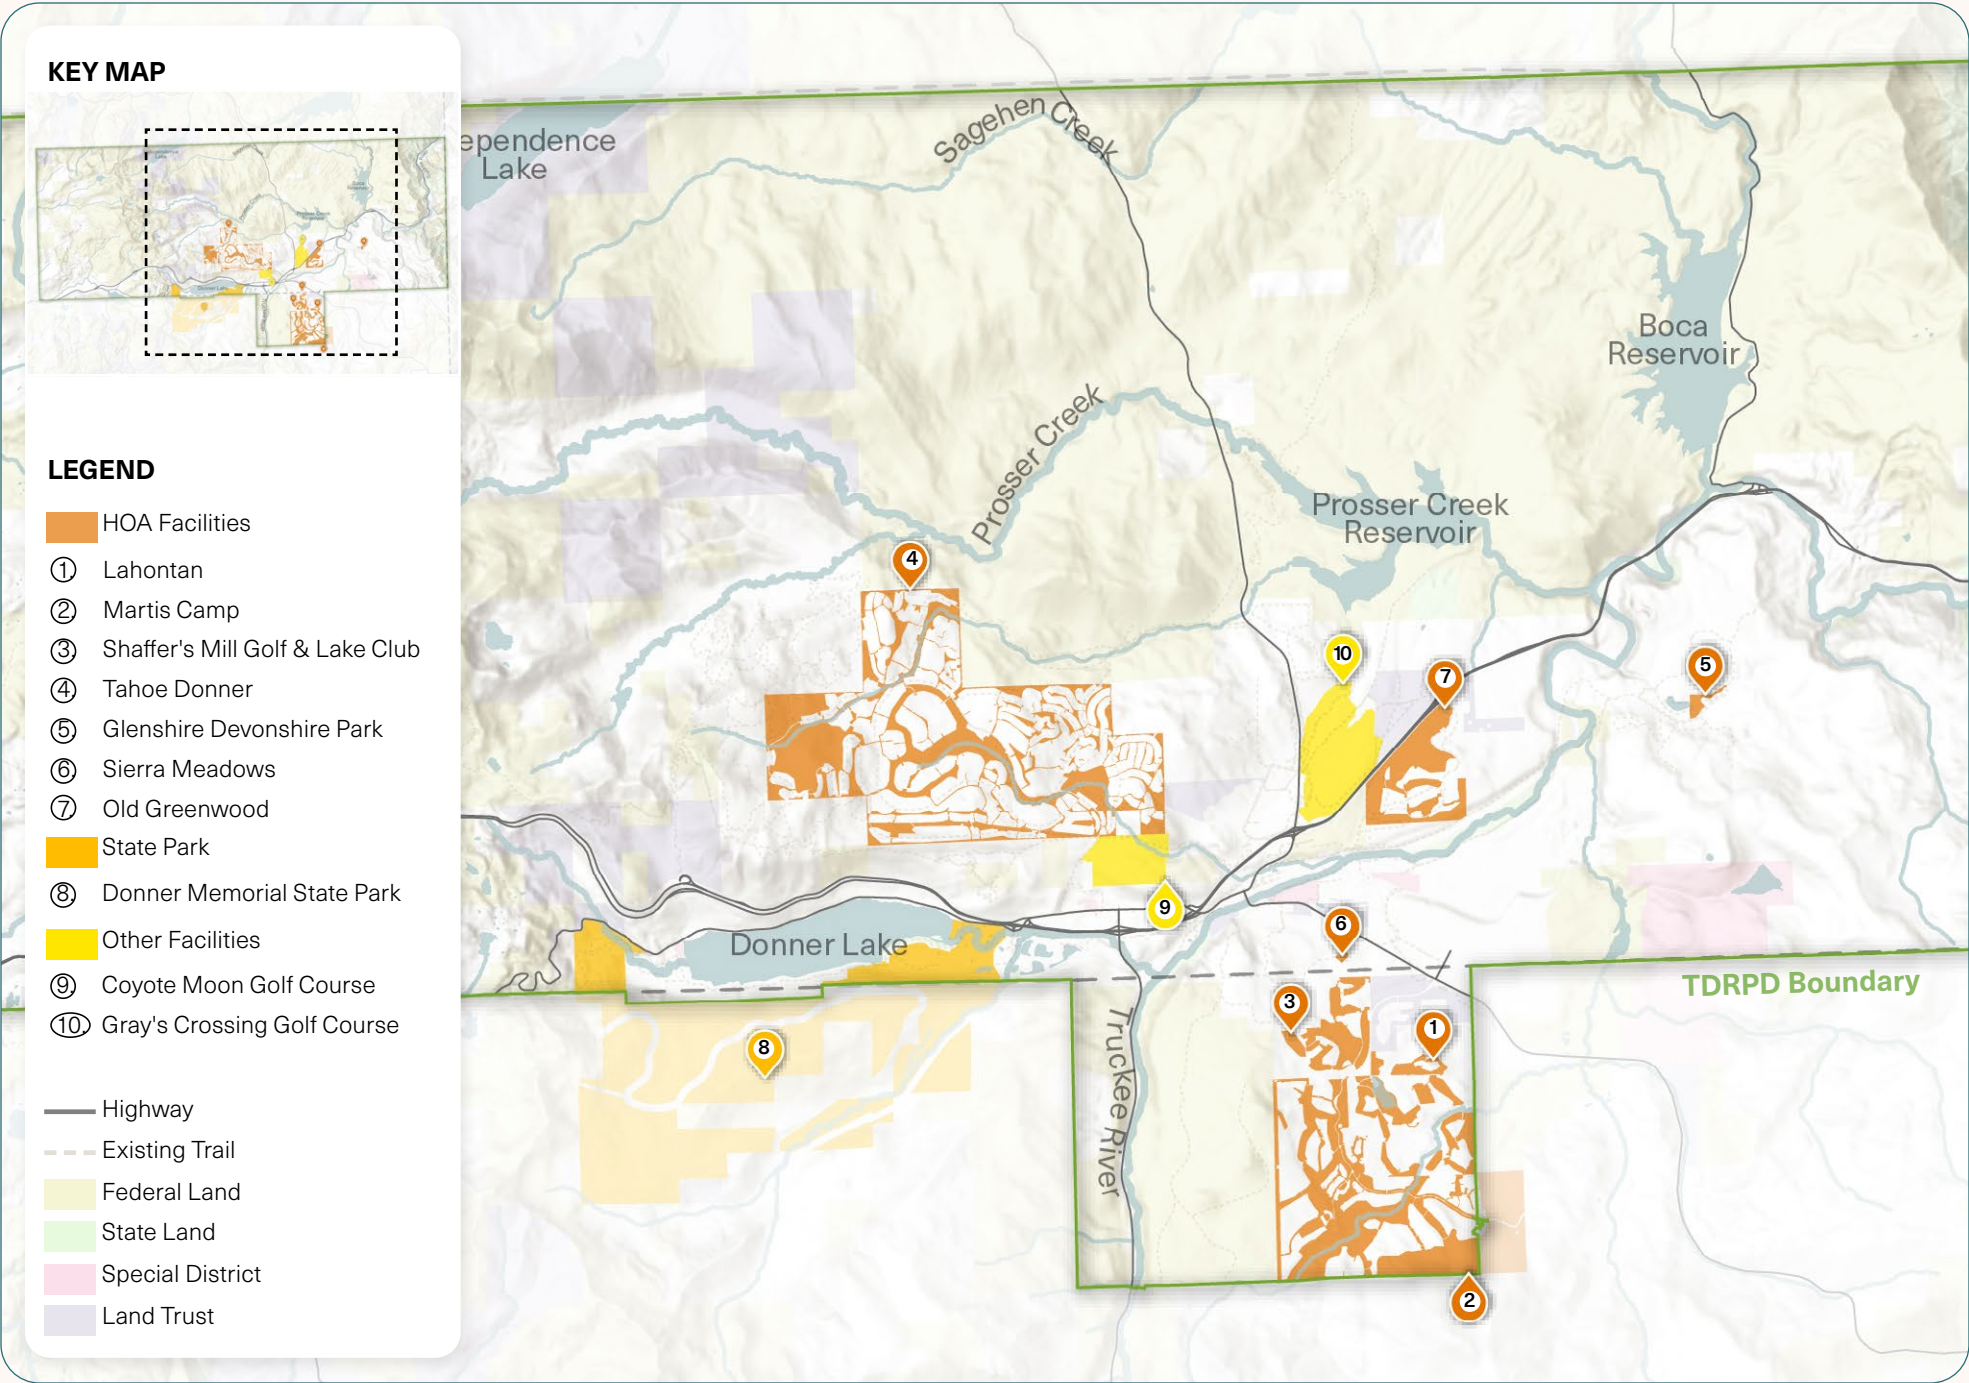 KEY MAP
LEGEND
HOA Facilities
1 Lahontan
2 Martis Camp
3 Shaffer's Mill Golf & Lake Club
4 Tahoe Donner
5 Glenshire Devonshire Park
6 Sierra Meadows
7 Old Greenwood
State Park
8 Donner Memorial State Park
Other Facilities
9 Coyote Moon Golf Course
10 Gray's Crossing Golf Course
Highway
Existing Trail
Federal Land
State Land
Special District
Land Trust
ependence
Lake
Sagehen Creek
Boca
Reservoir
Prosser Creek
Prosser Creek
Reservoir
4
10
7
5
9
6
Donner Lake
TDRPD Boundary
3
1
8
Truckee River
2